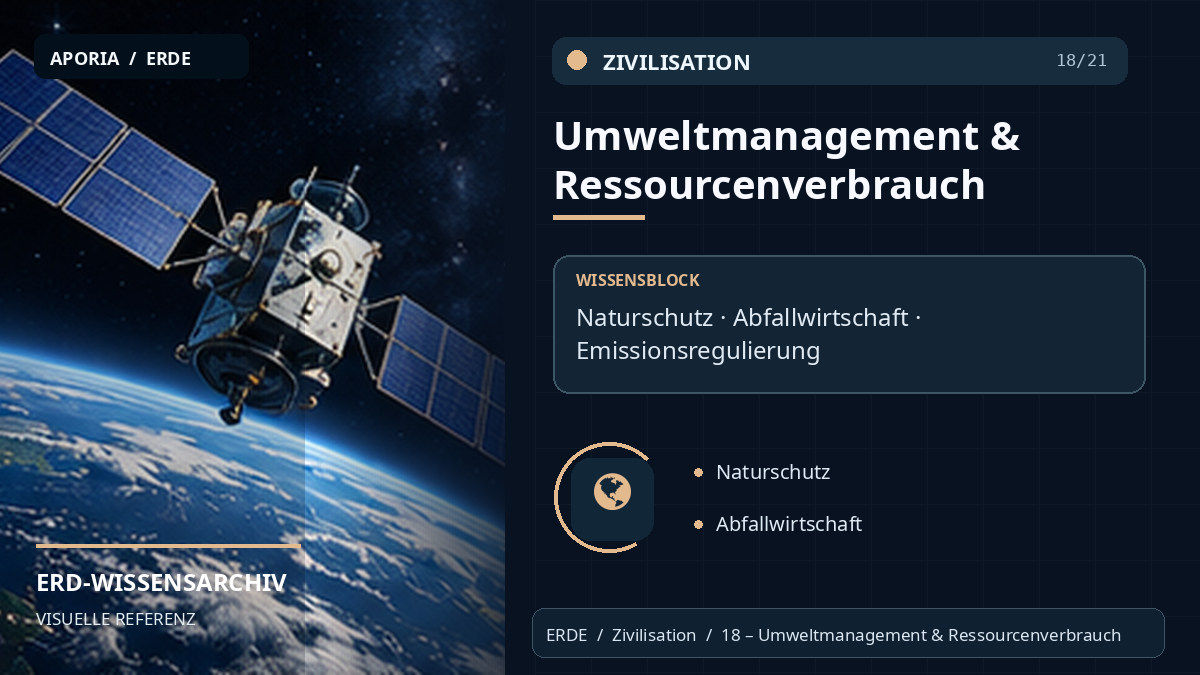 APORIA / ERDE
ERD-WISSENSARCHIV
VISUELLE REFERENZ
ZIVILISATION
18/21
Umweltmanagement &
Ressourcenverbrauch
WISSENSBLOCK
Naturschutz · Abfallwirtschaft ·
Emissionsregulierung
Naturschutz
Abfallwirtschaft
ERDE / Zivilisation / 18 – Umweltmanagement & Ressourcenverbrauch